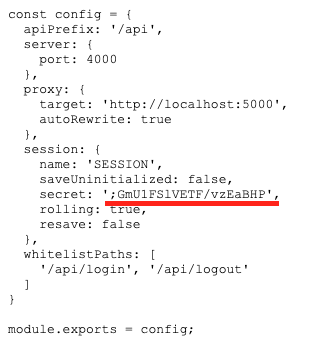 const config = {
  apiPrefix: '/api',
  server: {
    port: 4000
  },
  proxy: {
    target: 'http://localhost:5000',
    autoRewrite: true
  },
  session: {
    name: 'SESSION',
    saveUninitialized: false,
    secret: ';GmU1FSlVETF/vzEaBHP',
    rolling: true,
    resave: false
  },
  whitelistPaths: [
    '/api/login', '/api/logout'
  ]
}

module.exports = config;